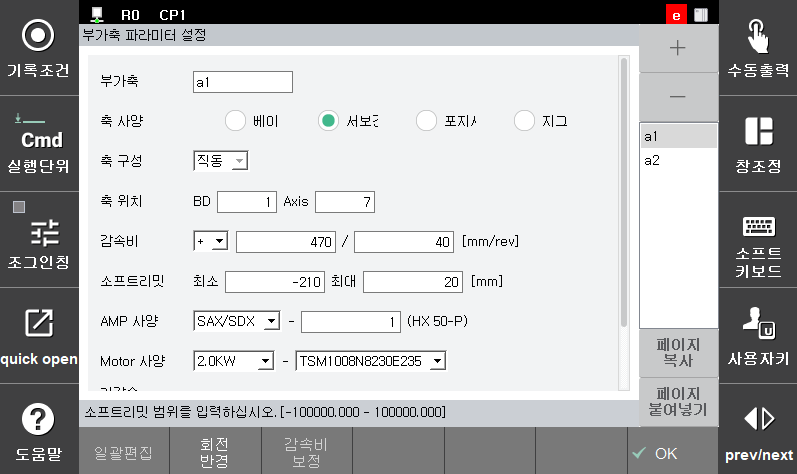 R0 CP1 e
부가축 파라미터 설정
기록조건
Cmd
실행단위
조그인칭
quick open
도움말
부가축 a1
축 사양 베이 서보건 포지셔 지그
축 구성 직동
축 위치 BD 1 Axis 7
감속비 + 470 / 40 [mm/rev]
소프트리밋 최소 -210 최대 20 [mm]
AMP 사양 SAX/SDX - 1 (HX 50-P)
Motor 사양 2.0KW - TSM1008N8230E235
소프트리밋 범위를 입력하십시오. [-100000.000 - 100000.000]
+
−
a1
a2
페이지
복사
페이지
붙여넣기
수동출력
창조정
소프트
키보드
U
사용자키
prev/next
일괄편집
회전
반경
감속비
보정
OK